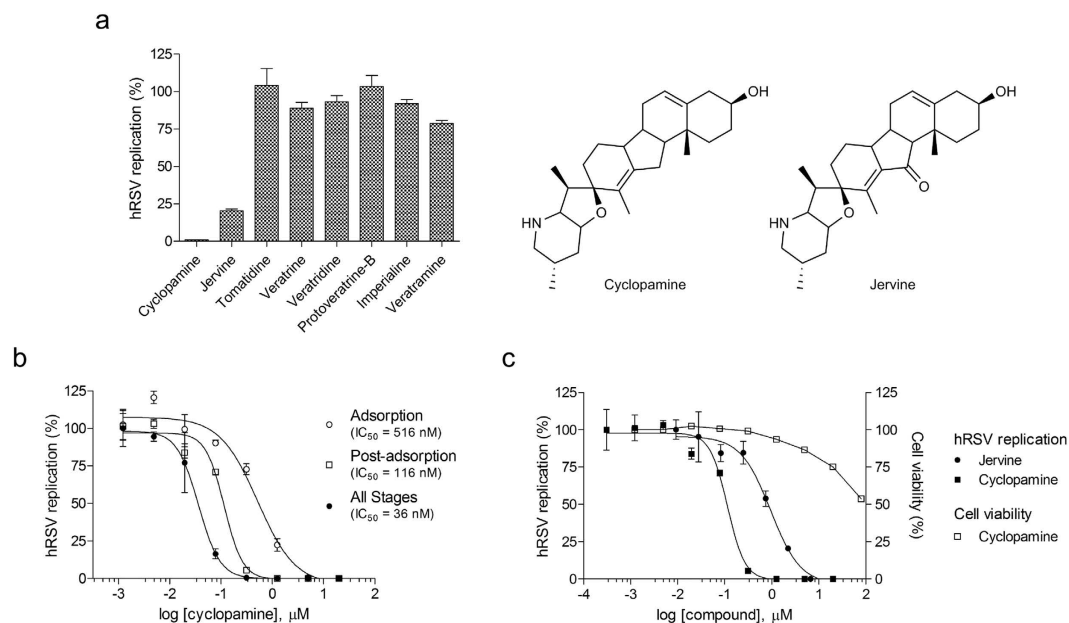 a
125
100
75
50
25
0
hRSV replication (%)
Cyclopamine
Jervine
Tomatidine
Veratrine
Veratridine
Protoveratrine-B
Imperialine
Veratramine
OH
HN
O
Cyclopamine
OH
O
HN
O
Jervine
b
125
100
75
50
25
0
hRSV replication (%)
-3
-2
-1
0
1
2
log [cyclopamine], μM
Adsorption
(IC50 = 516 nM)
Post-adsorption
(IC50 = 116 nM)
All Stages
(IC50 = 36 nM)
c
125
100
75
50
25
0
hRSV replication (%)
-4
-3
-2
-1
0
1
2
log [compound], μM
125
100
75
50
25
0
Cell viability (%)
hRSV replication
Jervine
Cyclopamine
Cell viability
Cyclopamine